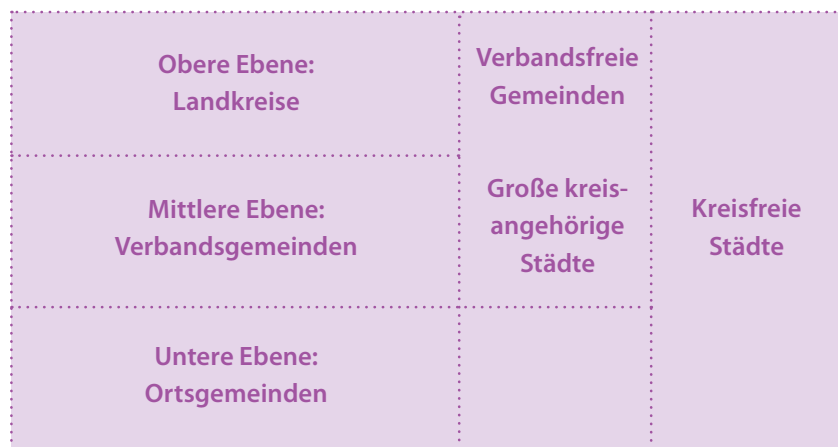 Obere Ebene:
Landkreise
Verbandsfreie
Gemeinden
Mittlere Ebene:
Verbandsgemeinden
Große kreis-
angehörige
Städte
Kreisfreie
Städte
Untere Ebene:
Ortsgemeinden